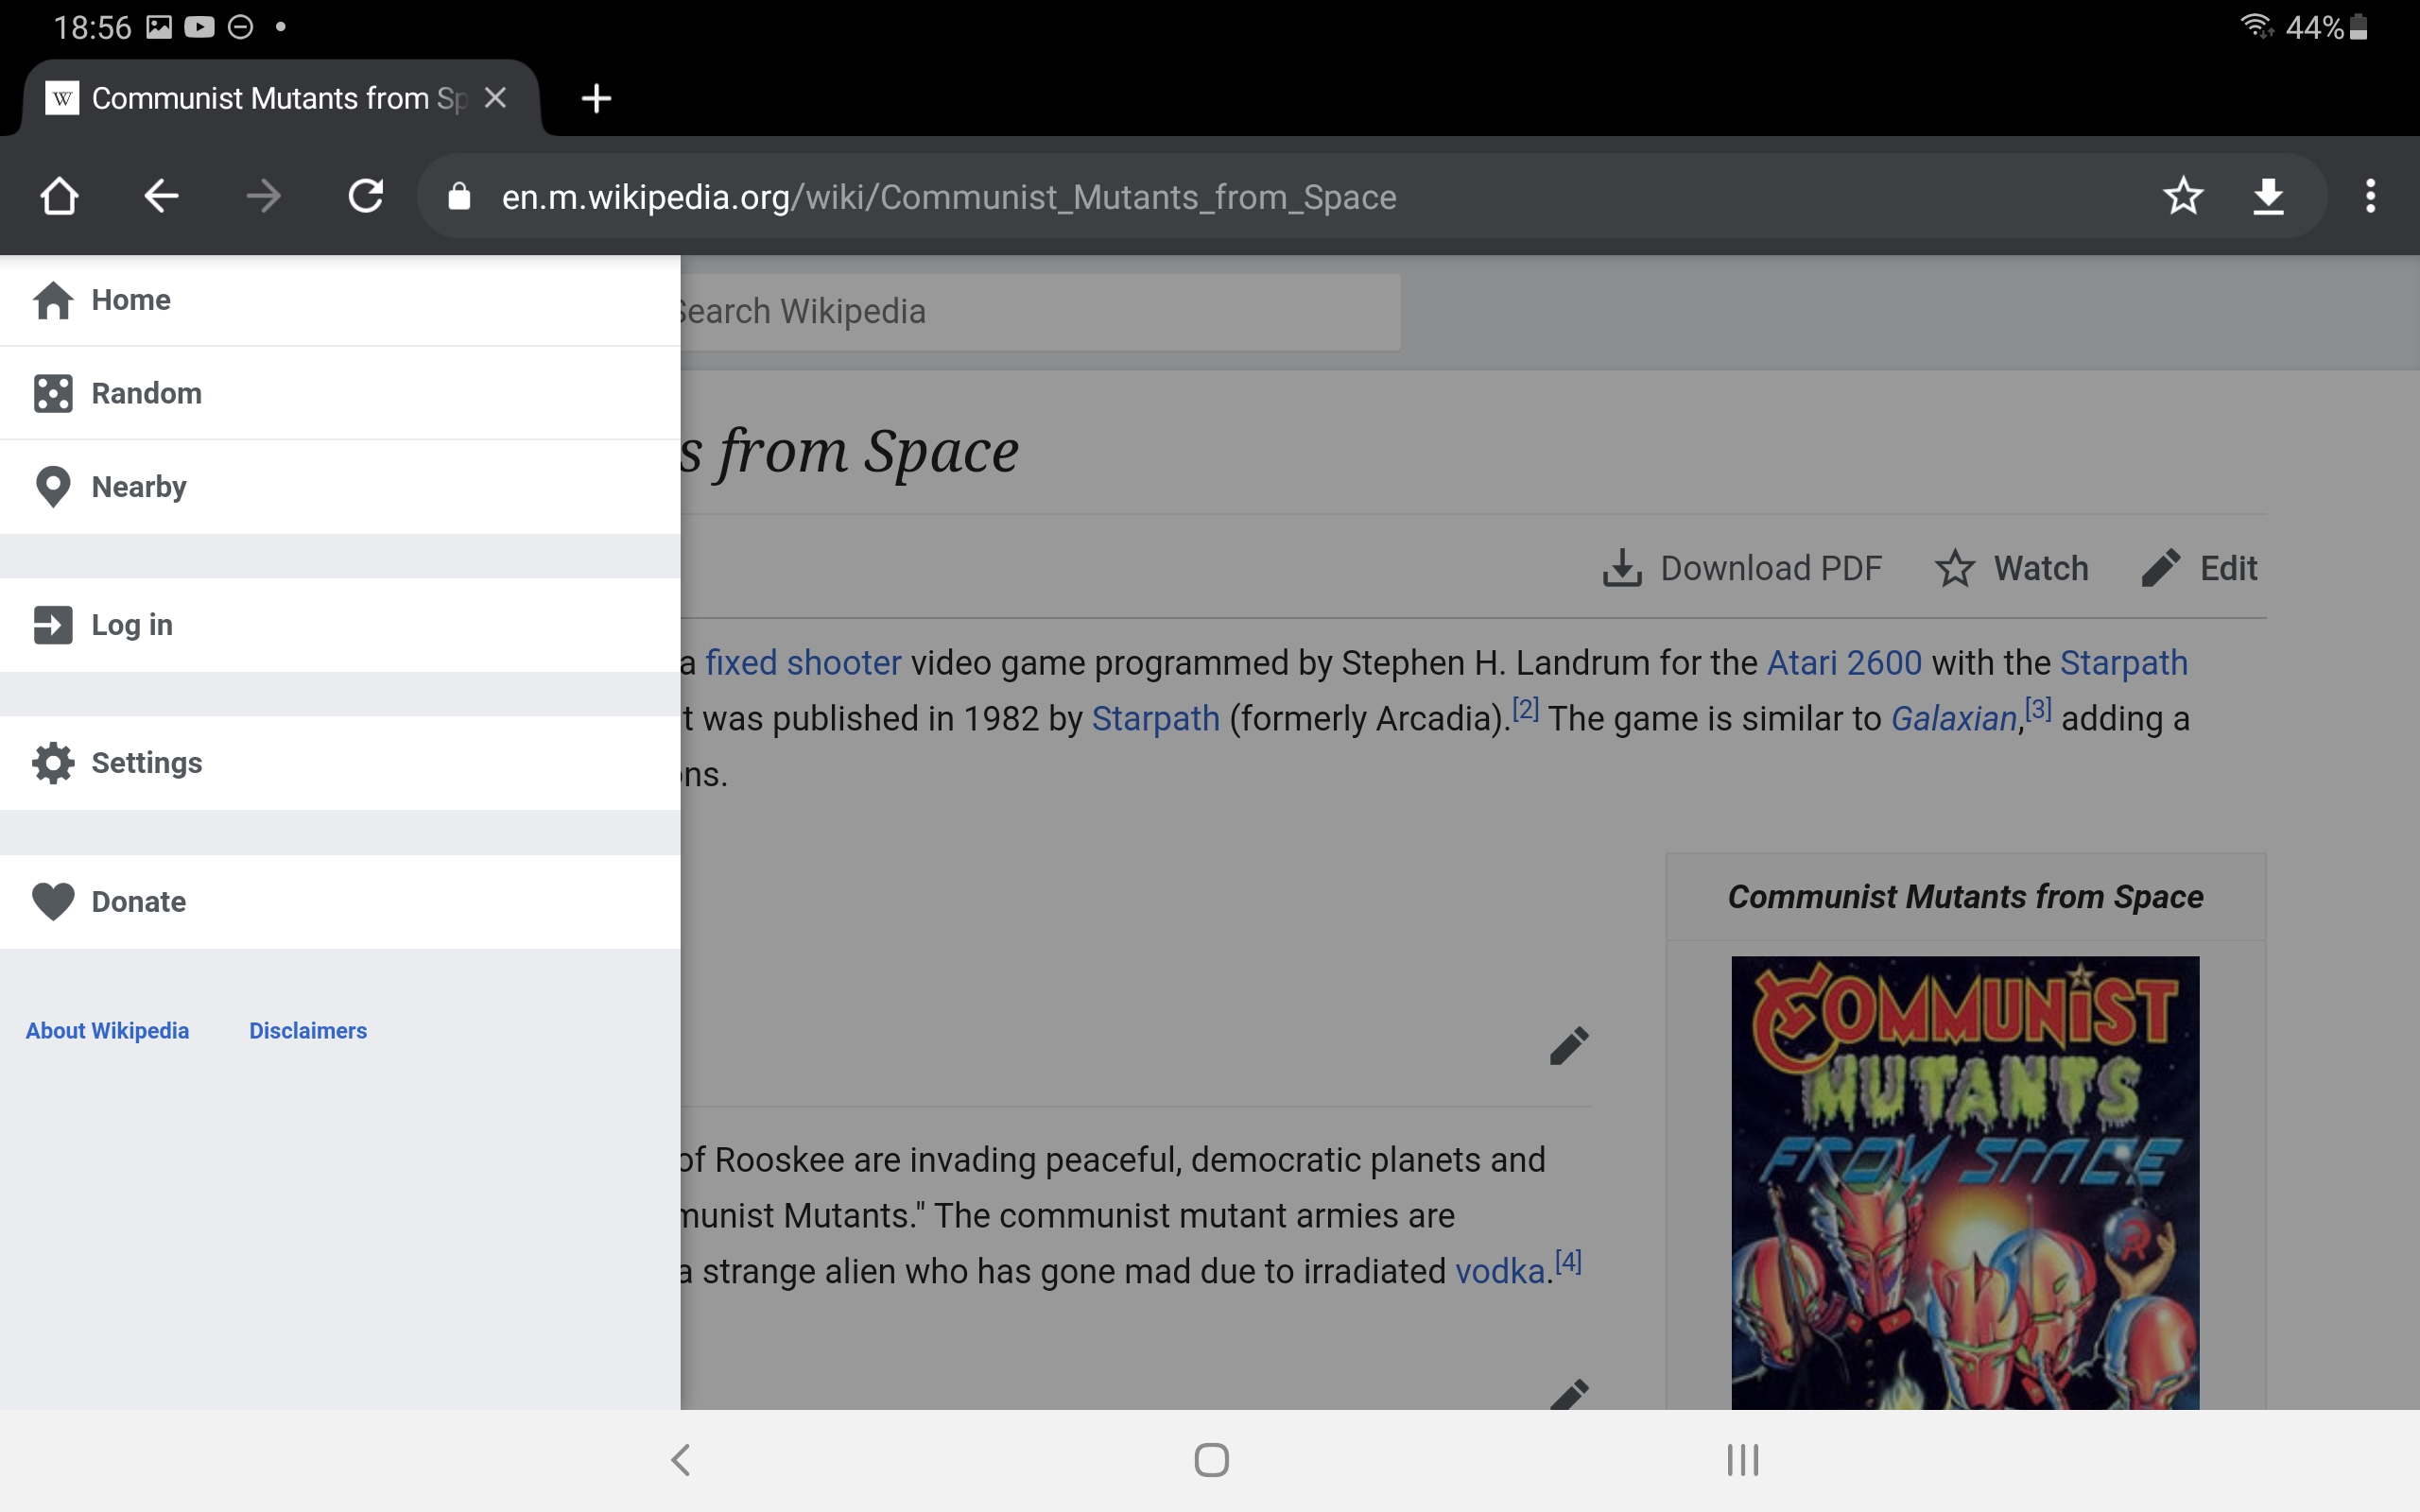 18:56
44%
W Communist Mutants from Sp
en.m.wikipedia.org/wiki/Communist_Mutants_from_Space
Home
Random
Nearby
Log in
Settings
Donate
About Wikipedia Disclaimers
Search Wikipedia
s from Space
Download PDF Watch Edit
a fixed shooter video game programmed by Stephen H. Landrum for the Atari 2600 with the Starpath
t was published in 1982 by Starpath (formerly Arcadia).[2] The game is similar to Galaxian,[3] adding a
ons.
of Rooskee are invading peaceful, democratic planets and
munist Mutants." The communist mutant armies are
a strange alien who has gone mad due to irradiated vodka.[4]
Communist Mutants from Space
COMMUNiST
MUTANTS
FROM SPACE